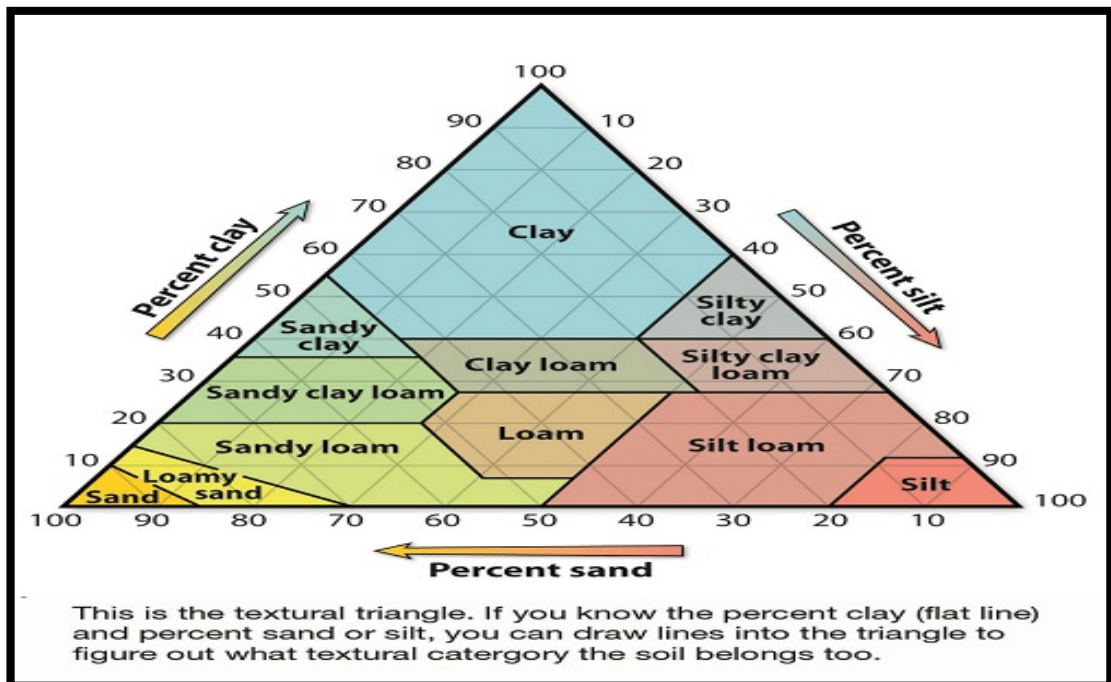 100
90
10
80
20
70
30
Percent clay
Clay
Percent silt
60
40
50
Silty
clay
50
Sandy
clay
40
60
Clay loam
Silty clay
loam
30
70
Sandy clay loam
20
80
Loam
Sandy loam
Silt loam
10
90
Loamy
sand
Sand
Silt
100
100 90 80 70 60 50 40 30 20 10
Percent sand
This is the textural triangle. If you know the percent clay (flat line)
and percent sand or silt, you can draw lines into the triangle to
figure out what textural catergory the soil belongs too.